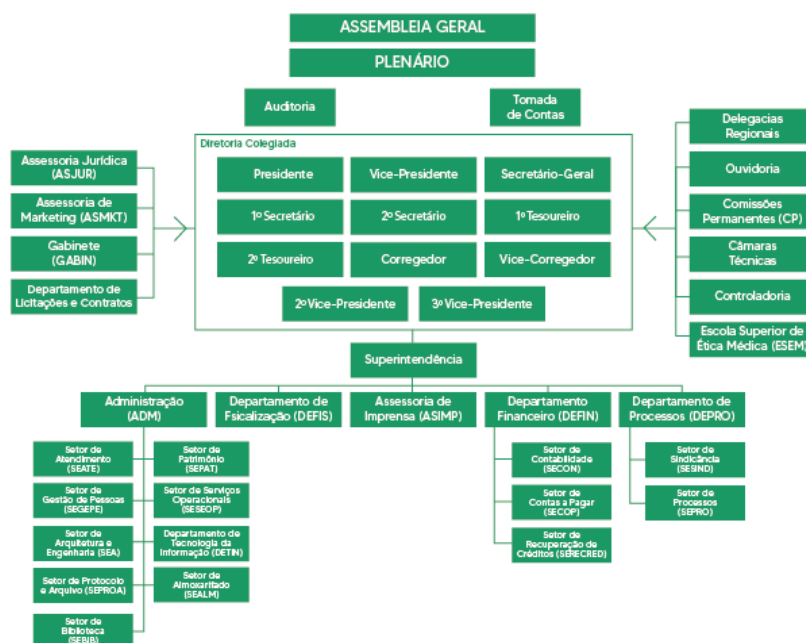 ASSEMBLEIA GERAL
PLENÁRIO
Auditoria
Tomada
de Contas
Diretoria Colegiada
Presidente
Vice-Presidente
Secretário-Geral
1º Secretário
2º Secretário
1º Tesoureiro
2º Tesoureiro
Corregedor
Vice-Corregedor
2º Vice-Presidente
3º Vice-Presidente
Assessoria Jurídica
(ASJUR)
Assessoria de
Marketing (ASMKT)
Gabinete
(GABIN)
Departamento de
Licitações e Contratos
Delegacias
Regionais
Ouvidoria
Comissões
Permanentes (CP)
Câmaras
Técnicas
Controladoria
Escola Superior de
Ética Médica (ESEM)
Superintendência
Administração
(ADM)
Departamento de
Fsicalização (DEFIS)
Assessoria de
Imprensa (ASIMP)
Departamento
Financeiro (DEFIN)
Departamento de
Processos (DEPRO)
Setor de
Atendimento
(SEATE)
Setor de
Patrimônio
(SEPAT)
Setor de
Gestão de Pessoas
(SEGEPE)
Setor de Serviços
Operacionais
(SESEOP)
Setor de
Arquitetura e
Engenharia (SEA)
Departamento de
Tecnologia da
Informação (DETIN)
Setor de Protocolo
e Arquivo (SEPROA)
Setor de
Almoxarifado
(SEALM)
Setor de
Biblioteca
(SEBIB)
Setor de
Contabilidade
(SECON)
Setor de
Contas a Pagar
(SECOP)
Setor de
Recuperação de
Créditos (SERECRED)
Setor de
Sindicância
(SESIND)
Setor de
Processos
(SEPRO)